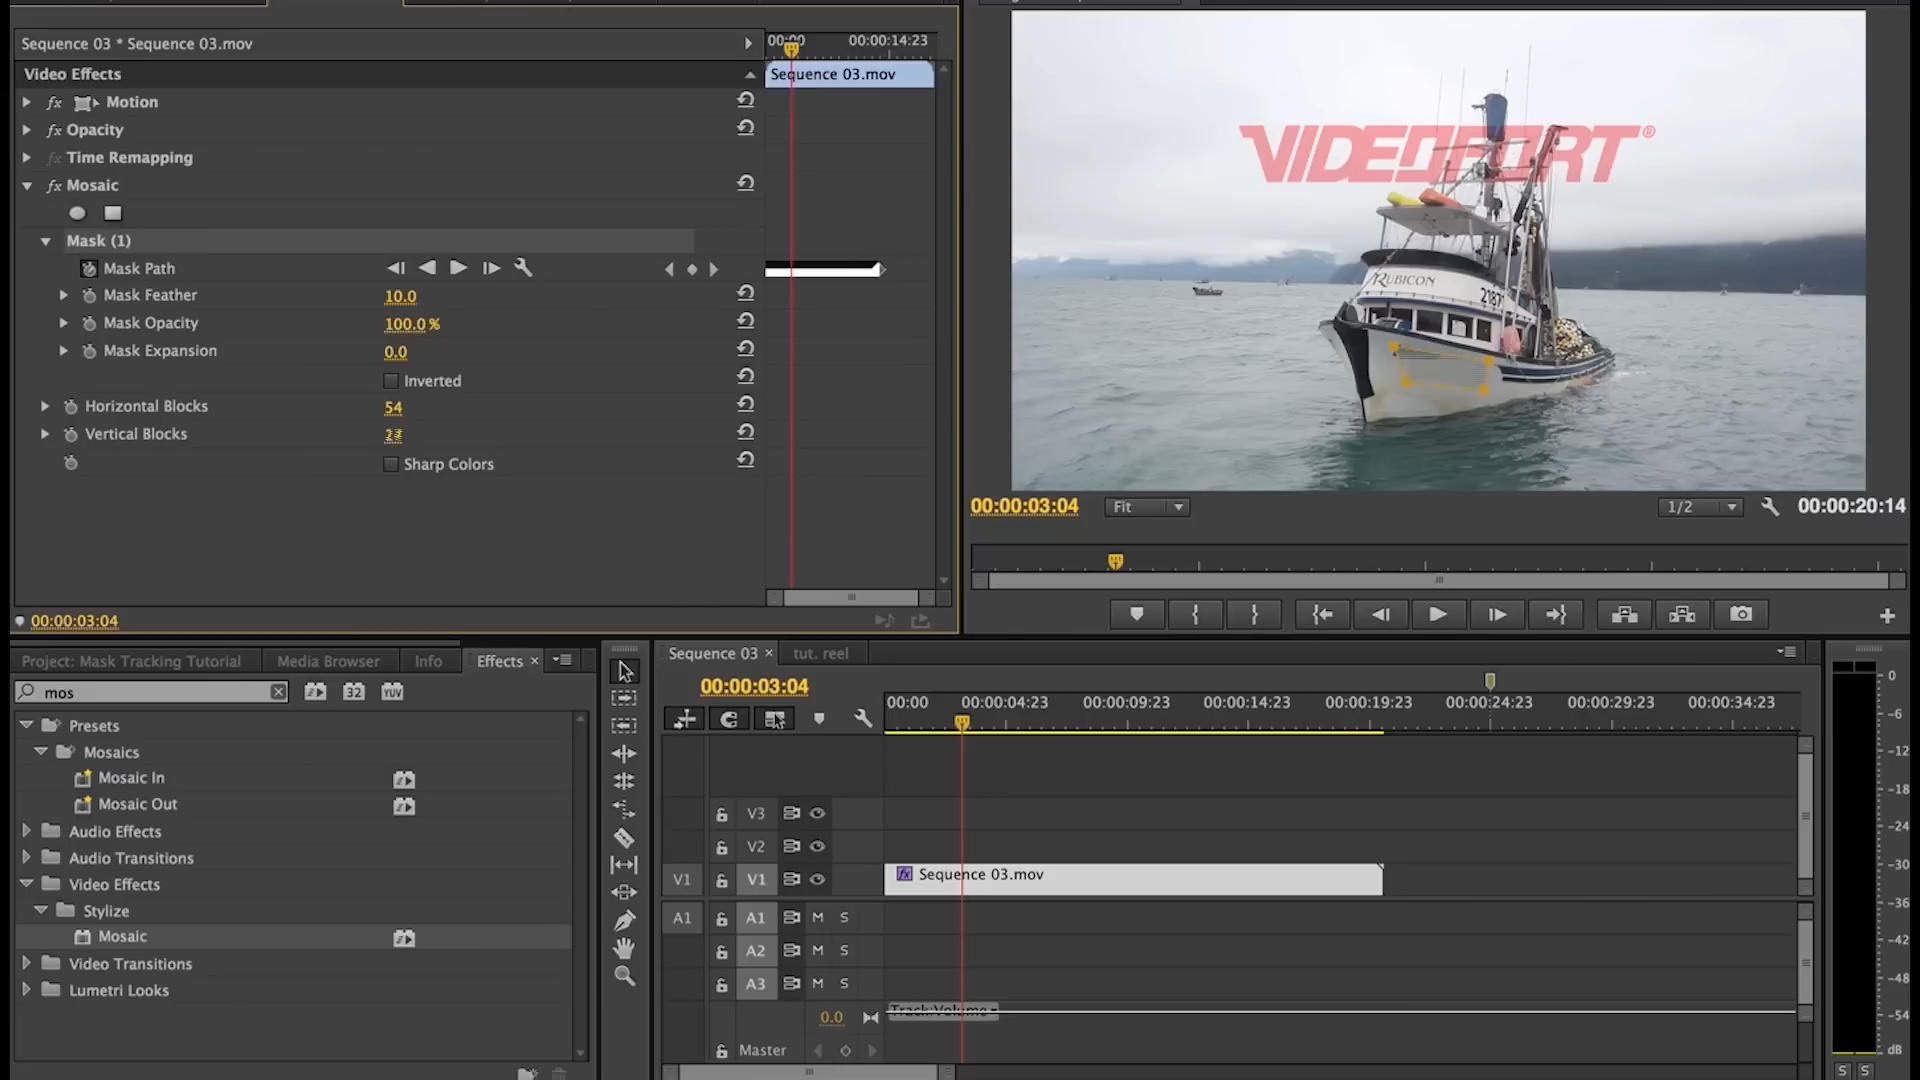 Sequence 03 * Sequence 03.mov
00:00
00:00:14:23
Video Effects
Sequence 03.mov
fx Motion
fx Opacity
fx Time Remapping
fx Mosaic
Mask (1)
Mask Path
Mask Feather 10.0
Mask Opacity 100.0 %
Mask Expansion 0.0
Inverted
Horizontal Blocks 54
Vertical Blocks
Sharp Colors
00:00:03:04
VIDEOFORT®
RUBICON
00:00:03:04 Fit 1/2 00:00:20:14
Project: Mask Tracking Tutorial Media Browser Info Effects ×
mos 32 YUV
Presets
Mosaics
Mosaic In
Mosaic Out
Audio Effects
Audio Transitions
Video Effects
Stylize
Mosaic
Video Transitions
Lumetri Looks
Sequence 03 × tut. reel
00:00:03:04
00:00 00:00:04:23 00:00:09:23 00:00:14:23 00:00:19:23 00:00:24:23 00:00:29:23 00:00:34:23
V3
V2
V1 V1 fx Sequence 03.mov
A1 A1 M S
A2 M S
A3 M S
0.0 Track:Volume
Master
0
-6
-12
-18
-24
-30
-36
-42
-48
-54
dB
S S